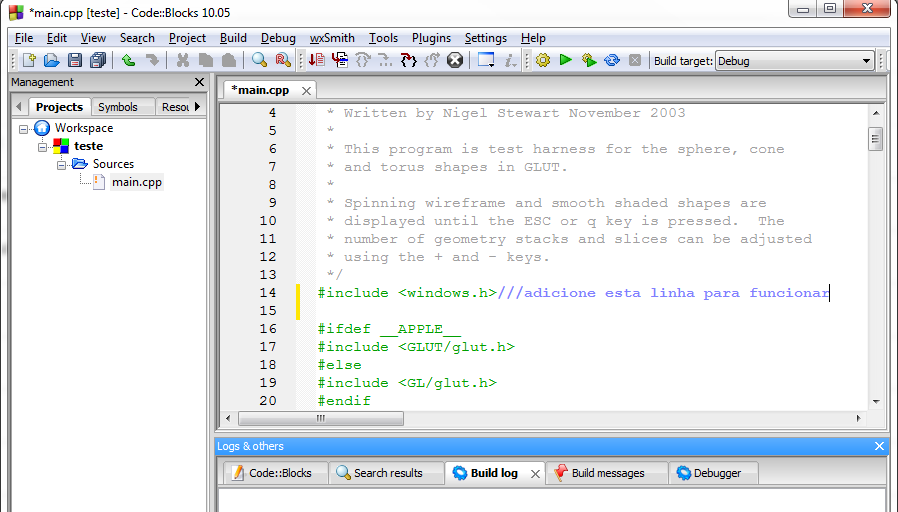 *main.cpp [teste] - Code::Blocks 10.05
File Edit View Search Project Build Debug wxSmith Tools Plugins Settings Help
Build target: Debug
Management
*main.cpp
Projects Symbols Resou
Workspace
teste
Sources
main.cpp
4 * Written by Nigel Stewart November 2003
5 *
6 * This program is test harness for the sphere, cone
7 * and torus shapes in GLUT.
8 *
9 * Spinning wireframe and smooth shaded shapes are
10 * displayed until the ESC or q key is pressed.  The
11 * number of geometry stacks and slices can be adjusted
12 * using the + and - keys.
13 */
14 #include <windows.h>///adicione esta linha para funcionar
15
16 #ifdef __APPLE__
17 #include <GLUT/glut.h>
18 #else
19 #include <GL/glut.h>
20 #endif
Logs & others
Code::Blocks Search results Build log Build messages Debugger